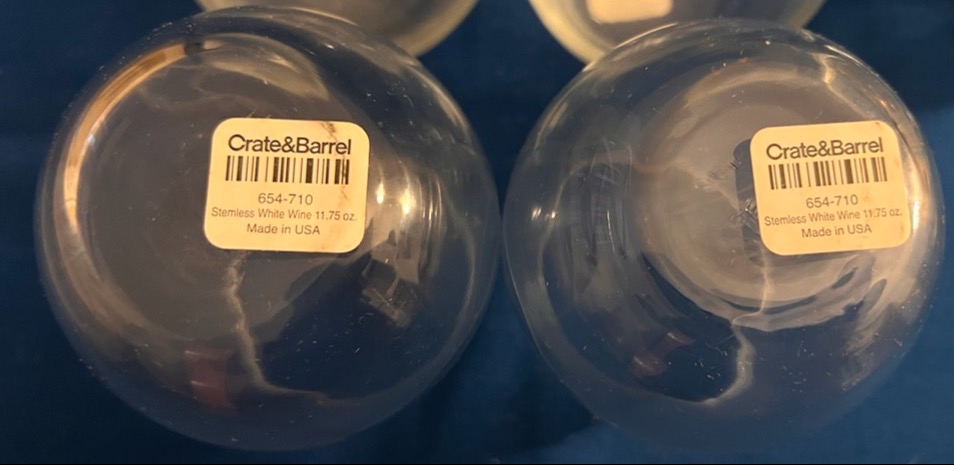 Crate&Barrel
654-710
Stemless White Wine 11.75 oz.
Made in USA
Crate&Barrel
654-710
Stemless White Wine 11.75 oz.
Made in USA